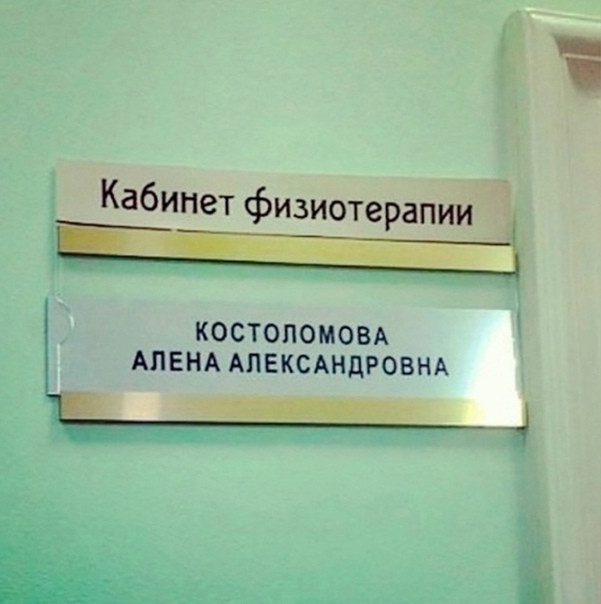 Кабинет физиотерапии
КОСТОЛОМОВА
АЛЕНА АЛЕКСАНДРОВНА